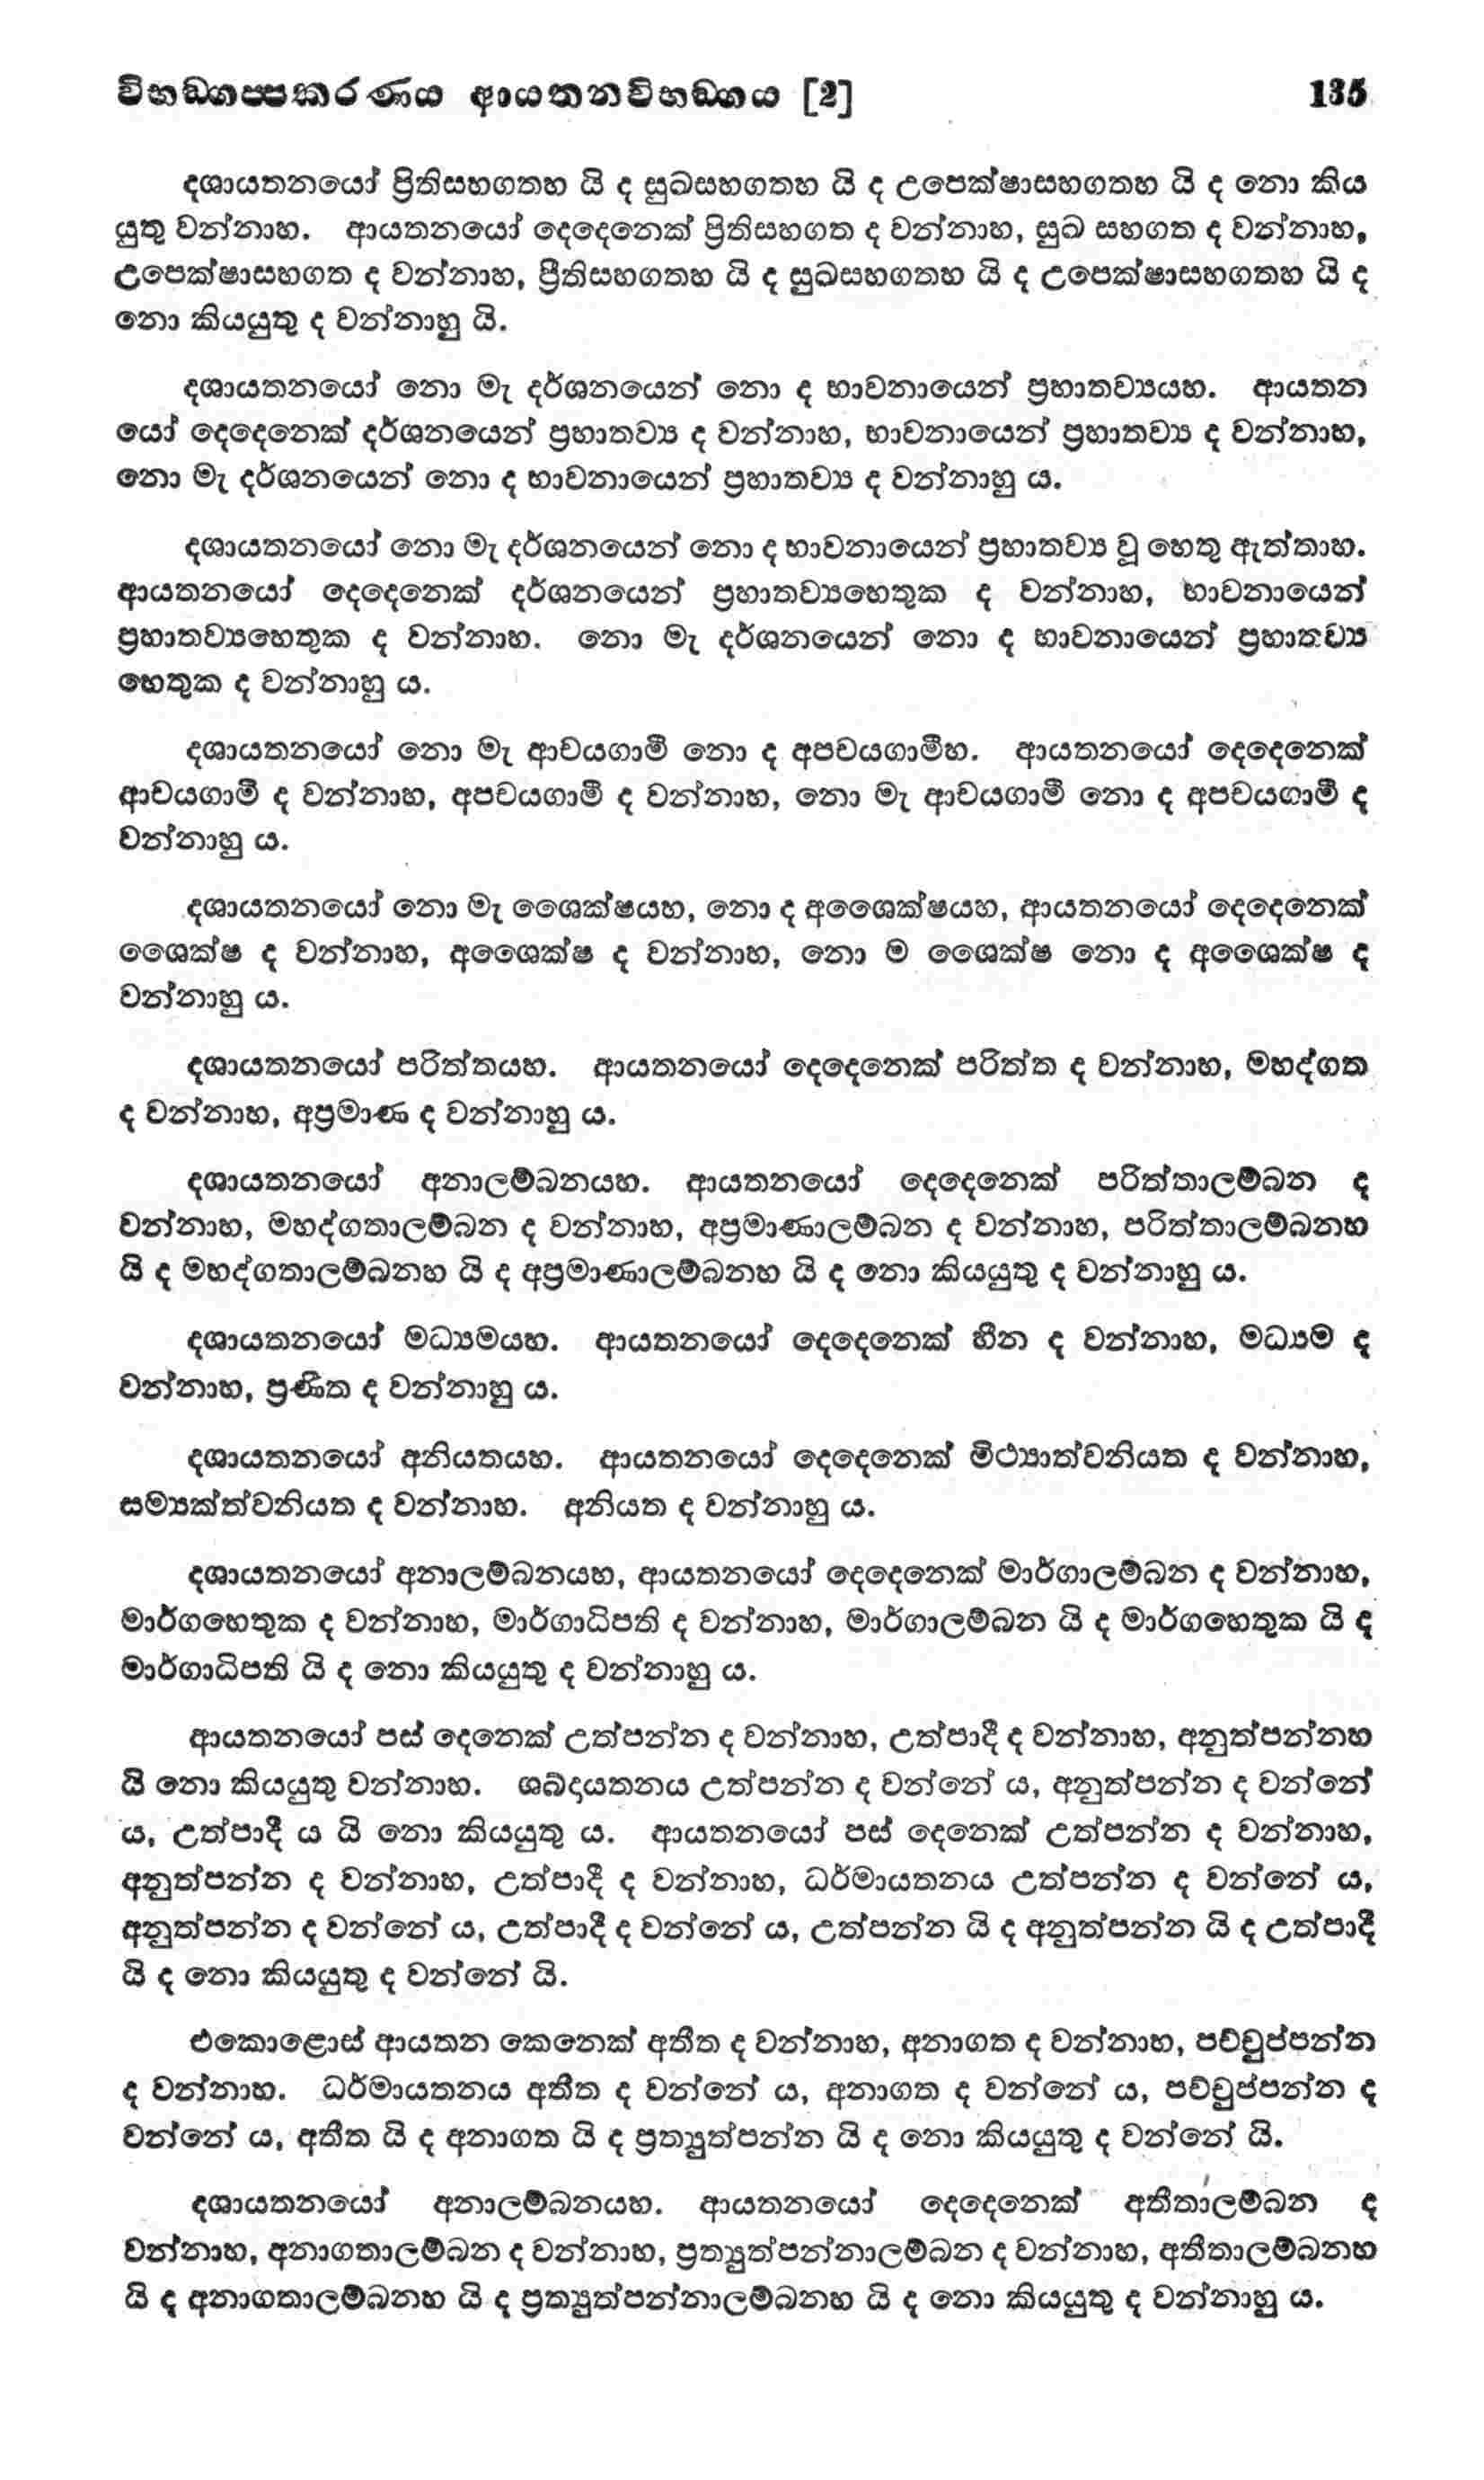 විභඞ්ගප්පකරණය ආයතනවිභඞ්ගය [2] 135
දශායතනයෝ ප්‍රීතිසහගතහ යි ද සුඛසහගතහ යි ද උපෙක්ෂාසහගතහ යි ද නො කිය
යුතු වන්නාහ. ආයතනයෝ දෙදෙනෙක් ප්‍රීතිසහගත ද වන්නාහ, සුඛ සහගත ද වන්නාහ,
උපෙක්ෂාසහගත ද වන්නාහ, ප්‍රීතිසහගතහ යි ද සුඛසහගතහ යි ද උපෙක්ෂාසහගතහ යි ද
නො කියයුතු ද වන්නාහු යි.
දශායතනයෝ නො මැ දර්ශනයෙන් නො ද භාවනායෙන් ප්‍රහාතව්‍යයහ. ආයතන
යෝ දෙදෙනෙක් දර්ශනයෙන් ප්‍රහාතව්‍ය ද වන්නාහ, භාවනායෙන් ප්‍රහාතව්‍ය ද වන්නාහ,
නො මැ දර්ශනයෙන් නො ද භාවනායෙන් ප්‍රහාතව්‍ය ද වන්නාහු ය.
දශායතනයෝ නො මැ දර්ශනයෙන් නො ද භාවනායෙන් ප්‍රහාතව්‍ය වූ හෙතු ඇත්තාහ.
ආයතනයෝ දෙදෙනෙක් දර්ශනයෙන් ප්‍රහාතව්‍යහෙතුක ද වන්නාහ, භාවනායෙන්
ප්‍රහාතව්‍යහෙතුක ද වන්නාහ. නො මැ දර්ශනයෙන් නො ද භාවනායෙන් ප්‍රහාතව්‍ය
හෙතුක ද වන්නාහු ය.
දශායතනයෝ නො මැ ආචයගාමී නො ද අපචයගාමීහ. ආයතනයෝ දෙදෙනෙක්
ආචයගාමී ද වන්නාහ, අපචයගාමී ද වන්නාහ, නො මැ ආචයගාමී නො ද අපචයගාමී ද
වන්නාහු ය.
දශායතනයෝ නො මැ ශෛක්ෂයහ, නො ද අශෛක්ෂයහ, ආයතනයෝ දෙදෙනෙක්
ශෛක්ෂ ද වන්නාහ, අශෛක්ෂ ද වන්නාහ, නො ම ශෛක්ෂ නො ද අශෛක්ෂ ද
වන්නාහු ය.
දශායතනයෝ පරිත්තයහ. ආයතනයෝ දෙදෙනෙක් පරිත්ත ද වන්නාහ, මහද්ගත
ද වන්නාහ, අප්‍රමාණ ද වන්නාහු ය.
දශායතනයෝ අනාලම්බනයහ. ආයතනයෝ දෙදෙනෙක් පරිත්තාලම්බන ද
වන්නාහ, මහද්ගතාලම්බන ද වන්නාහ, අප්‍රමාණාලම්බන ද වන්නාහ, පරිත්තාලම්බනහ
යි ද මහද්ගතාලම්බනහ යි ද අප්‍රමාණාලම්බනහ යි ද නො කියයුතු ද වන්නාහු ය.
දශායතනයෝ මධ්‍යමයහ. ආයතනයෝ දෙදෙනෙක් හීන ද වන්නාහ, මධ්‍යම ද
වන්නාහ, ප්‍රණීත ද වන්නාහු ය.
දශායතනයෝ අනියතයහ. ආයතනයෝ දෙදෙනෙක් මිථ්‍යාත්වනියත ද වන්නාහ,
සම්‍යක්ත්වනියත ද වන්නාහ. අනියත ද වන්නාහු ය.
දශායතනයෝ අනාලම්බනයහ, ආයතනයෝ දෙදෙනෙක් මාර්ගාලම්බන ද වන්නාහ,
මාර්ගහෙතුක ද වන්නාහ, මාර්ගාධිපති ද වන්නාහ, මාර්ගාලම්බන යි ද මාර්ගහෙතුක යි ද
මාර්ගාධිපති යි ද නො කියයුතු ද වන්නාහු ය.
ආයතනයෝ පස් දෙනෙක් උත්පන්න ද වන්නාහ, උත්පාදී ද වන්නාහ, අනුත්පන්නහ
යි නො කියයුතු වන්නාහ. ශබ්දායතනය උත්පන්න ද වන්නේ ය, අනුත්පන්න ද වන්නේ
ය, උත්පාදී ය යි නො කියයුතු ය. ආයතනයෝ පස් දෙනෙක් උත්පන්න ද වන්නාහ,
අනුත්පන්න ද වන්නාහ, උත්පාදී ද වන්නාහ, ධර්මායතනය උත්පන්න ද වන්නේ ය,
අනුත්පන්න ද වන්නේ ය, උත්පාදී ද වන්නේ ය, උත්පන්න යි ද අනුත්පන්න යි ද උත්පාදී
යි ද නො කියයුතු ද වන්නේ යි.
එකොළොස් ආයතන කෙනෙක් අතීත ද වන්නාහ, අනාගත ද වන්නාහ, පච්චුප්පන්න
ද වන්නාහ. ධර්මායතනය අතීත ද වන්නේ ය, අනාගත ද වන්නේ ය, පච්චුප්පන්න ද
වන්නේ ය, අතීත යි ද අනාගත යි ද ප්‍රත්‍යුත්පන්න යි ද නො කියයුතු ද වන්නේ යි.
දශායතනයෝ අනාලම්බනයහ. ආයතනයෝ දෙදෙනෙක් අතීතාලම්බන ද
වන්නාහ, අනාගතාලම්බන ද වන්නාහ, ප්‍රත්‍යුත්පන්නාලම්බන ද වන්නාහ, අතීතාලම්බනහ
යි ද අනාගතාලම්බනහ යි ද ප්‍රත්‍යුත්පන්නාලම්බනහ යි ද නො කියයුතු ද වන්නාහු ය.